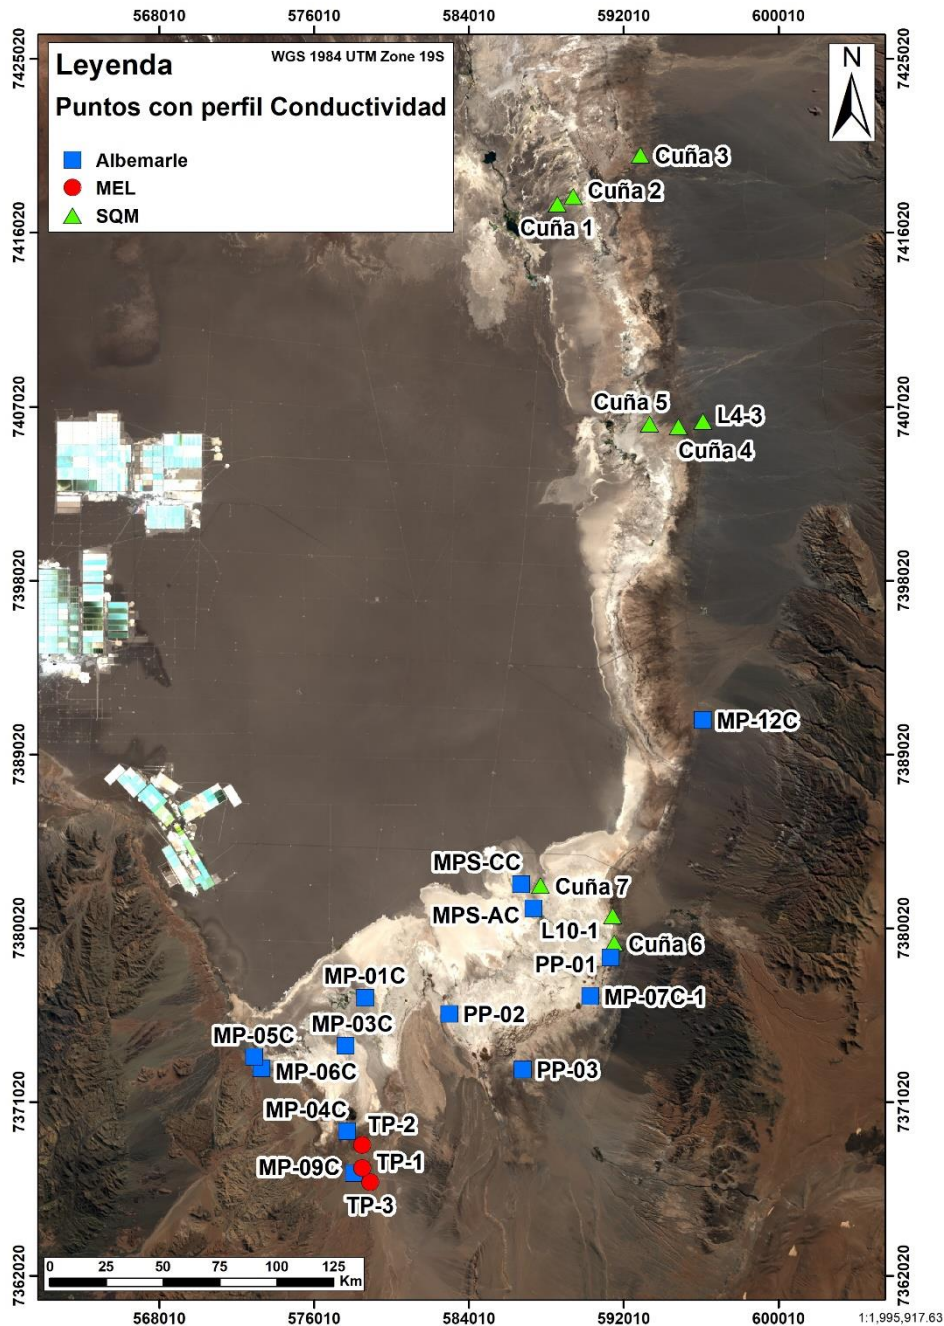 568010 576010 584010 592010 600010
Leyenda
WGS 1984 UTM Zone 19S
Puntos con perfil Conductividad
Albemarle
MEL
SQM
N
7425020
7416020
7407020
7398020
7389020
7380020
7371020
7362020
7425020
7416020
7407020
7398020
7389020
7380020
7371020
7362020
Cuña 3
Cuña 2
Cuña 1
Cuña 5
L4-3
Cuña 4
MP-12C
MPS-CC
Cuña 7
MPS-AC
L10-1
Cuña 6
PP-01
MP-01C
MP-07C-1
PP-02
MP-03C
MP-05C
MP-06C
PP-03
MP-04C
TP-2
MP-09C
TP-1
TP-3
0 25 50 75 100 125
Km
568010 576010 584010 592010 600010
1:1,995,917.63